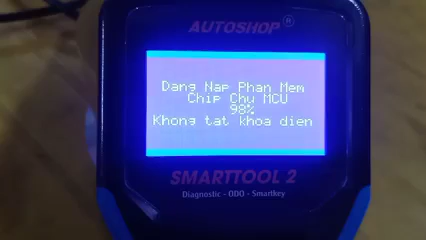 AUTOSHOP®
Dang Nap Phan Mem
Chip Chu MCU
98%
Khong tat khoa dien
SMARTTOOL 2
Diagnostic - ODO - Smartkey